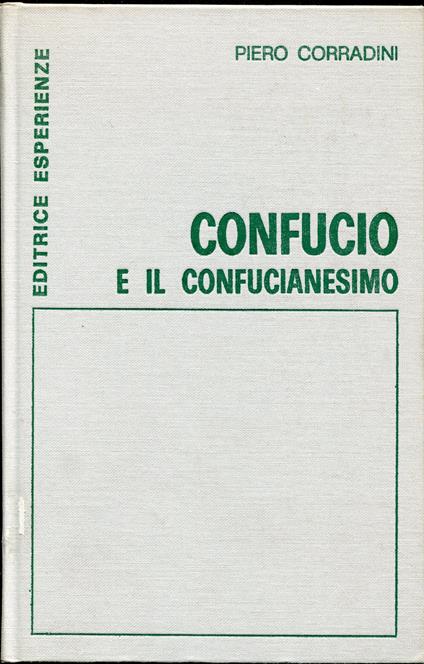 PIERO CORRADINI
EDITRICE ESPERIENZE
CONFUCIO
E IL CONFUCIANESIMO